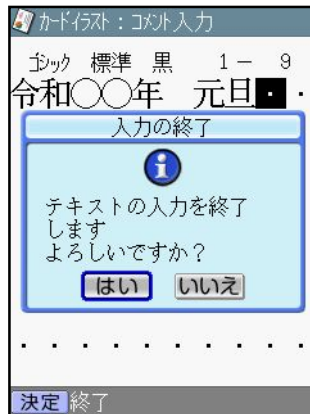 カードイラスト：コメント入力
ゴシック 標準 黒 1－ 9
令和○○年 元旦
入力の終了
テキストの入力を終了
します
よろしいですか？
はい いいえ
決定 終了